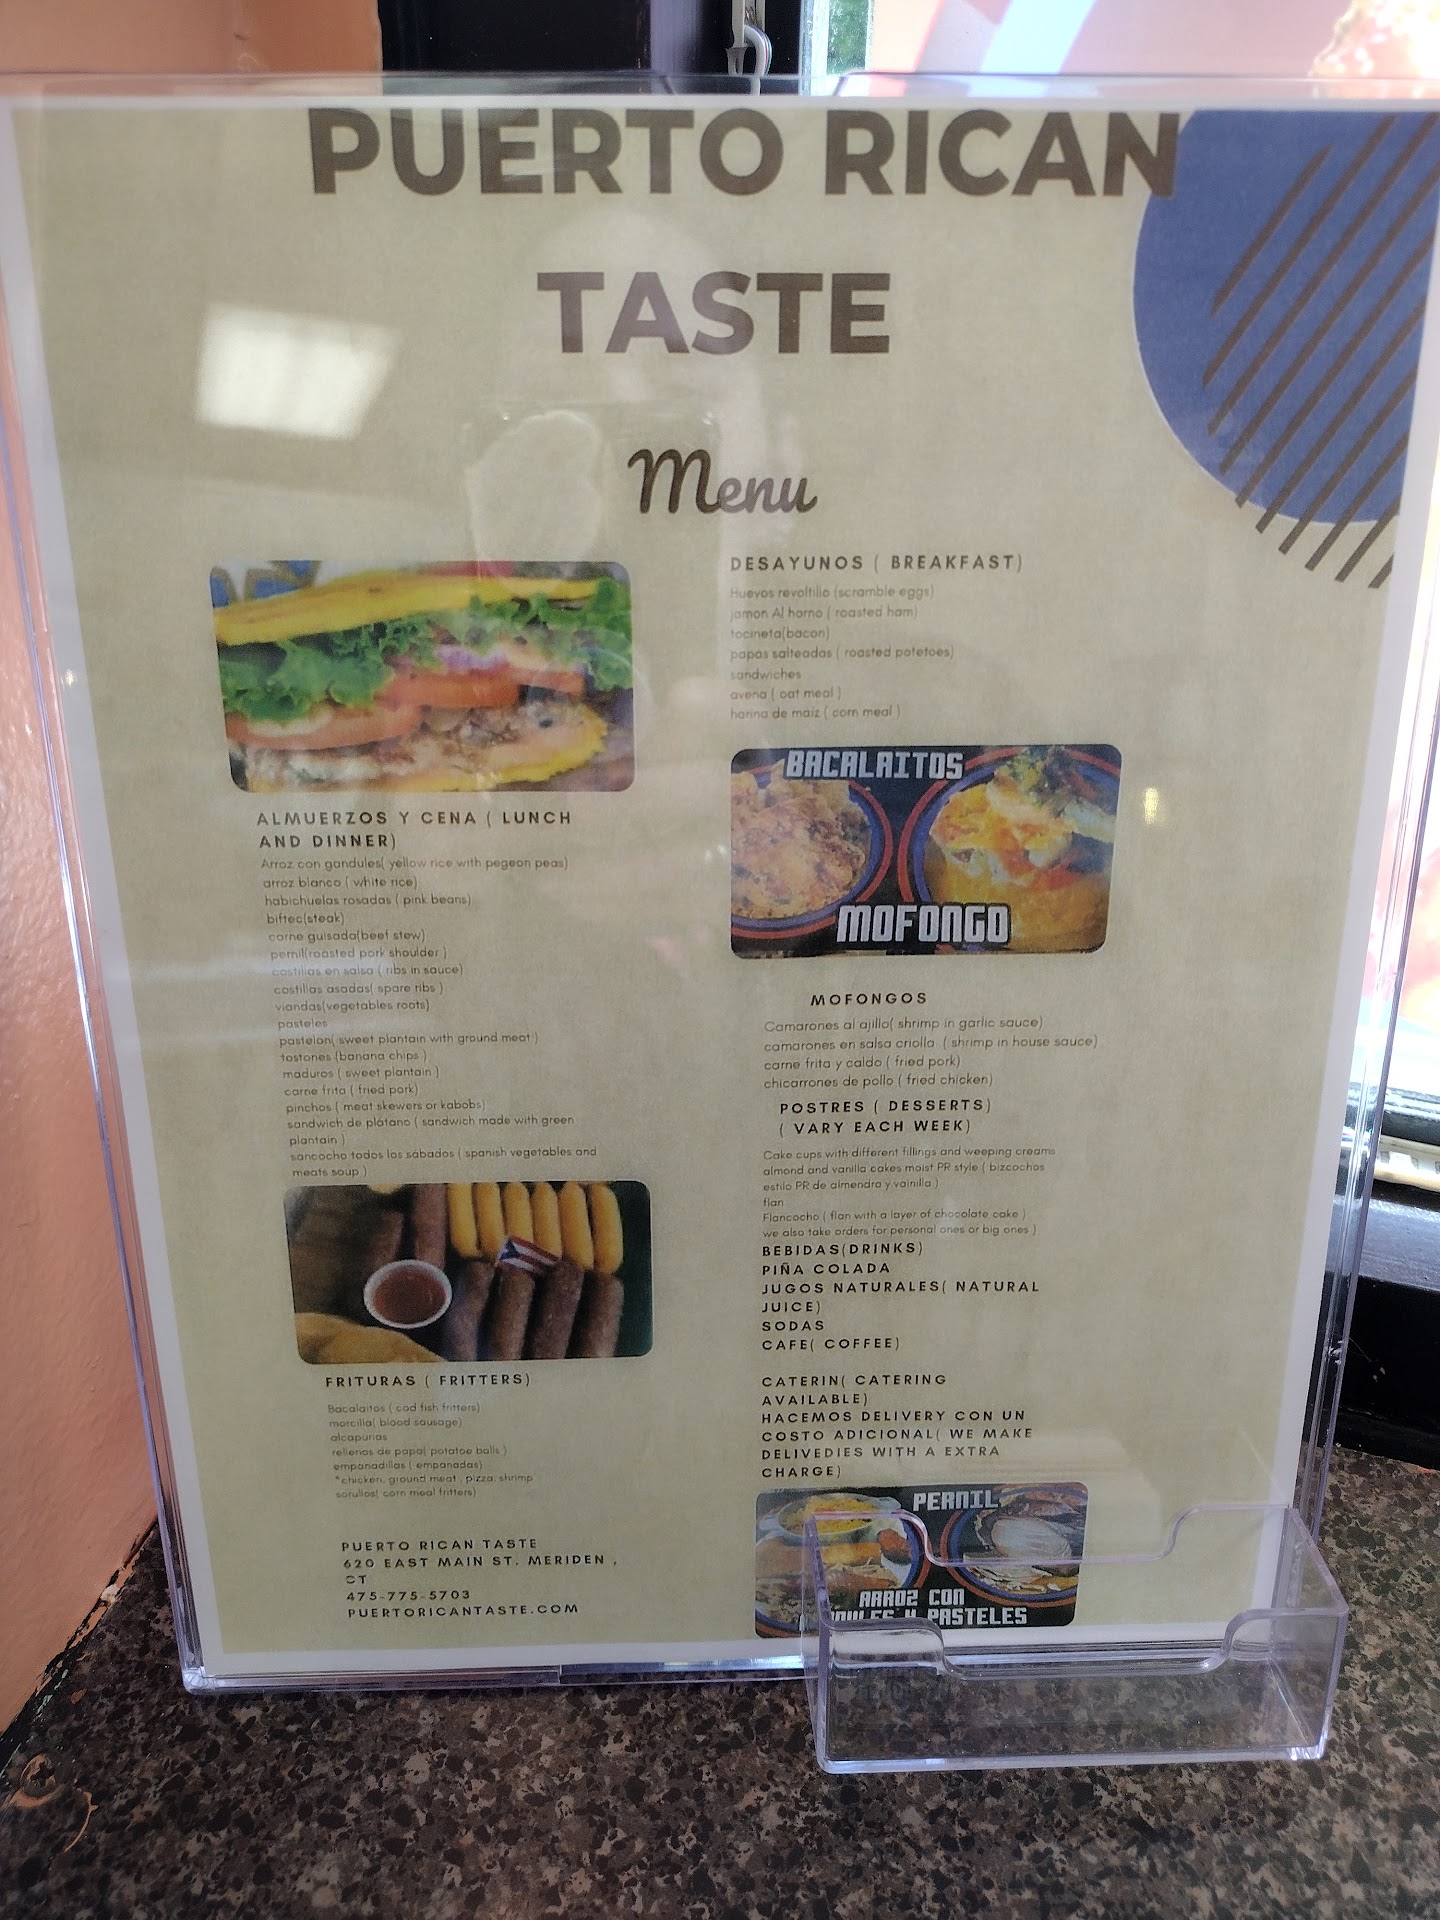 PUERTO RICAN
TASTE
Menu
ALMUERZOS Y CENA ( LUNCH
AND DINNER)
Arroz con gandules( yellow rice with pegeon peas)
arroz blanco ( white rice)
habichuelas rosadas ( pink beans)
biftec(steak)
carne guisada(beef stew)
pernil(roasted pork shoulder )
costillas en salsa ( ribs in sauce)
costillas asadas( spare ribs )
viandas(vegetables roots)
pasteles
pastelon( sweet plantain with ground meat )
tostones (banana chips )
maduros ( sweet plantain )
carne frita ( fried pork)
pinchos ( meat skewers or kabobs)
sandwich de plátano ( sandwich made with green
plantain )
sancocho todos los sábados ( spanish vegetables and
meats soup )
FRITURAS ( FRITTERS)
Bacalaitos ( cod fish fritters)
morcilla( blood sausage)
alcapurias
rellenas de papa( potatoe balls )
empanadillas ( empanadas)
*chicken, ground meat , pizza, shrimp
sorullos( corn meal fritters)
PUERTO RICAN TASTE
620 EAST MAIN ST. MERIDEN ,
CT
475-775-5703
PUERTORICANTASTE.COM
DESAYUNOS ( BREAKFAST)
Huevos revoltillo (scramble eggs)
jamon Al horno ( roasted ham)
tocineta(bacon)
papas salteadas ( roasted potetoes)
sandwiches
avena ( oat meal )
harina de maíz ( corn meal )
BACALAITOS
MOFONGO
MOFONGOS
Camarones al ajillo( shrimp in garlic sauce)
camarones en salsa criolla ( shrimp in house sauce)
carne frita y caldo ( fried pork)
chicarrones de pollo ( fried chicken)
POSTRES ( DESSERTS)
( VARY EACH WEEK)
Cake cups with different fillings and weeping creams
almond and vanilla cakes moist PR style ( bizcochos
estilo PR de almendra y vainilla )
flan
Flancocho ( flan with a layer of chocolate cake )
we also take orders for personal ones or big ones )
BEBIDAS(DRINKS)
PIÑA COLADA
JUGOS NATURALES( NATURAL
JUICE)
SODAS
CAFE( COFFEE)
CATERIN( CATERING
AVAILABLE)
HACEMOS DELIVERY CON UN
COSTO ADICIONAL( WE MAKE
DELIVEDIES WITH A EXTRA
CHARGE)
PERNIL
ARROZ CON
Y PASTELES